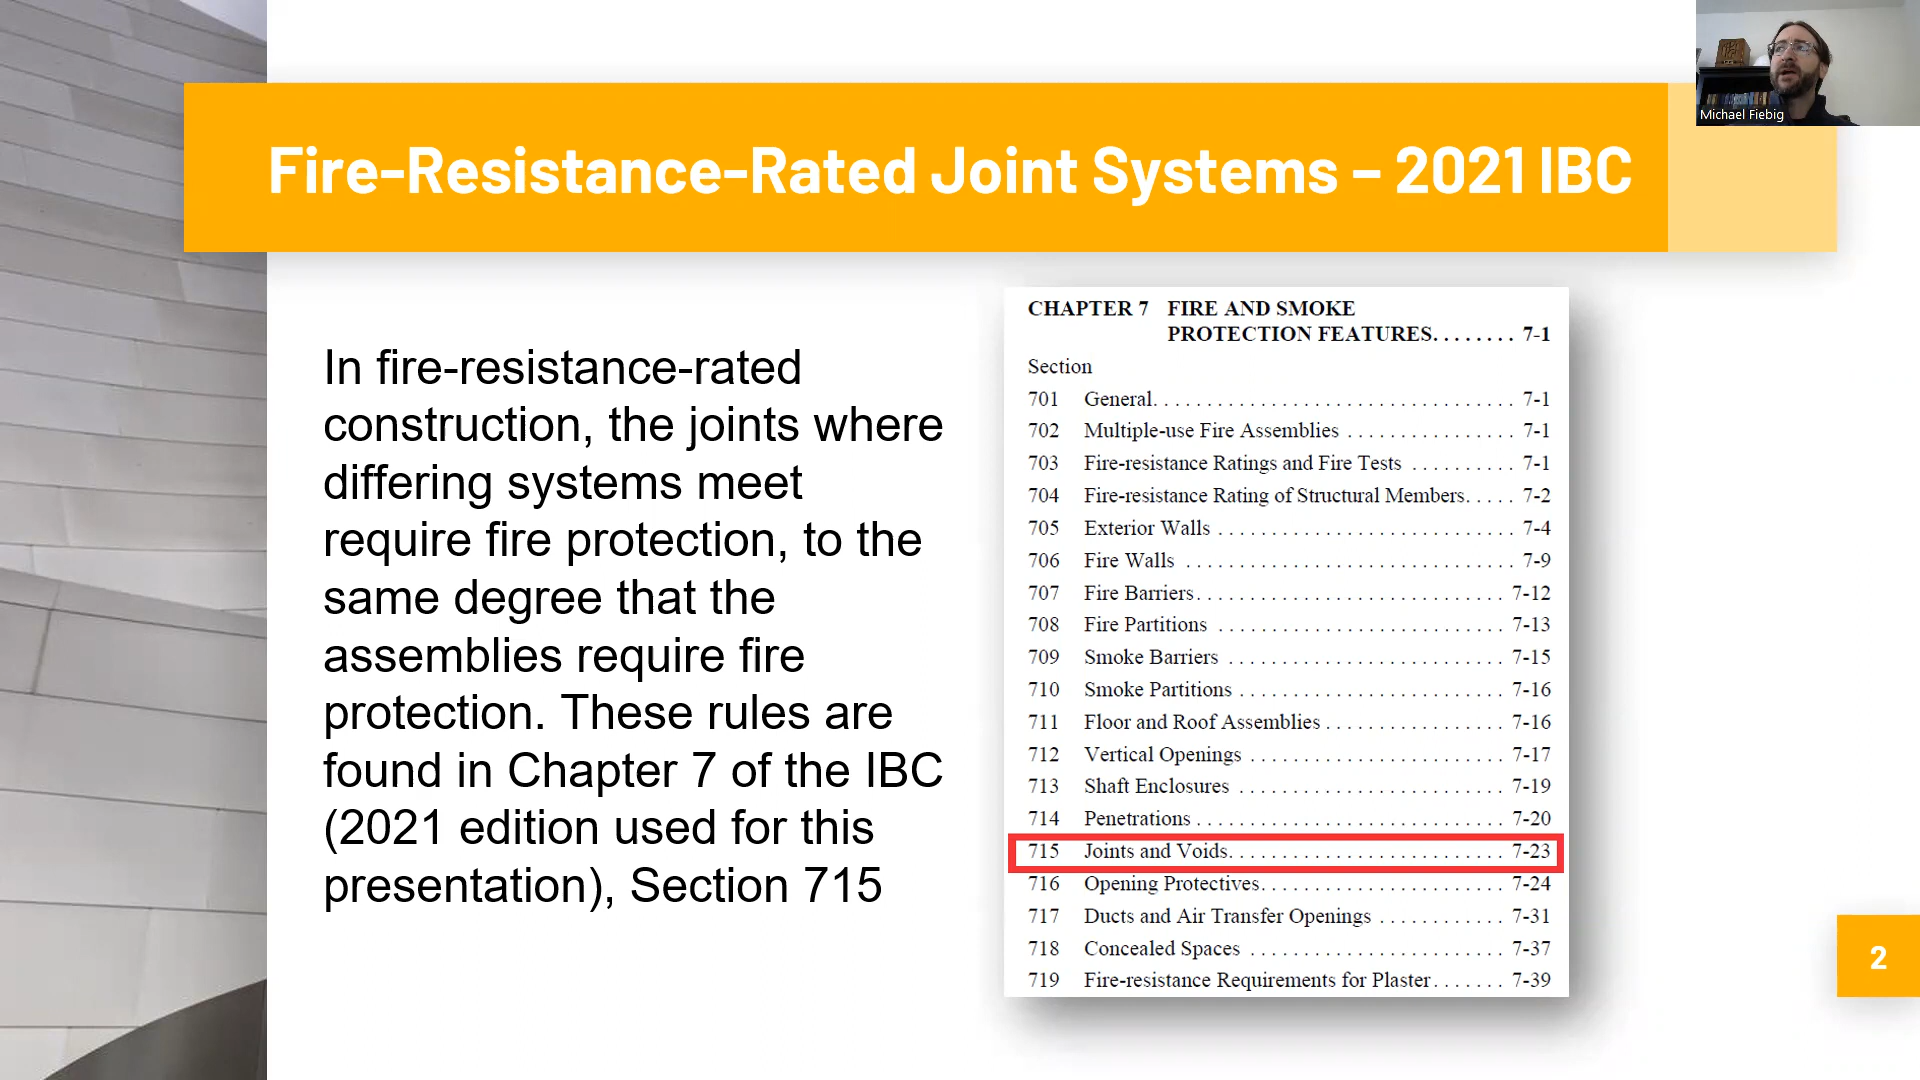 Michael Fiebig
Fire-Resistance-Rated Joint Systems – 2021 IBC
In fire-resistance-rated
construction, the joints where
differing systems meet
require fire protection, to the
same degree that the
assemblies require fire
protection. These rules are
found in Chapter 7 of the IBC
(2021 edition used for this
presentation), Section 715
CHAPTER 7 FIRE AND SMOKE
PROTECTION FEATURES........ 7-1
Section
701 General................................. 7-1
702 Multiple-use Fire Assemblies ................ 7-1
703 Fire-resistance Ratings and Fire Tests .......... 7-1
704 Fire-resistance Rating of Structural Members..... 7-2
705 Exterior Walls ............................ 7-4
706 Fire Walls ............................... 7-9
707 Fire Barriers............................. 7-12
708 Fire Partitions ........................... 7-13
709 Smoke Barriers .......................... 7-15
710 Smoke Partitions ......................... 7-16
711 Floor and Roof Assemblies ................. 7-16
712 Vertical Openings ........................ 7-17
713 Shaft Enclosures ......................... 7-19
714 Penetrations ............................. 7-20
715 Joints and Voids.......................... 7-23
716 Opening Protectives....................... 7-24
717 Ducts and Air Transfer Openings ............ 7-31
718 Concealed Spaces ........................ 7-37
719 Fire-resistance Requirements for Plaster....... 7-39
2